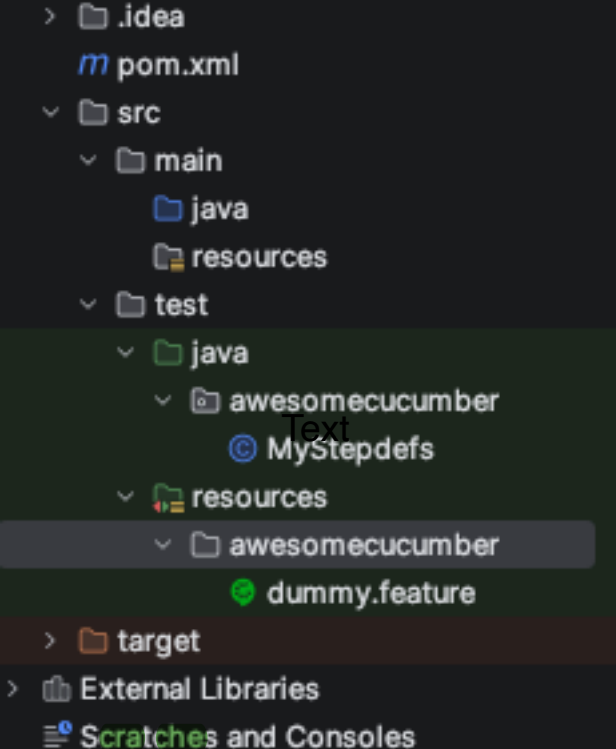 .idea
m pom.xml
src
main
java
resources
test
java
awesomecucumber
Text
C MyStepdefs
resources
awesomecucumber
dummy.feature
target
External Libraries
Scratches and Consoles